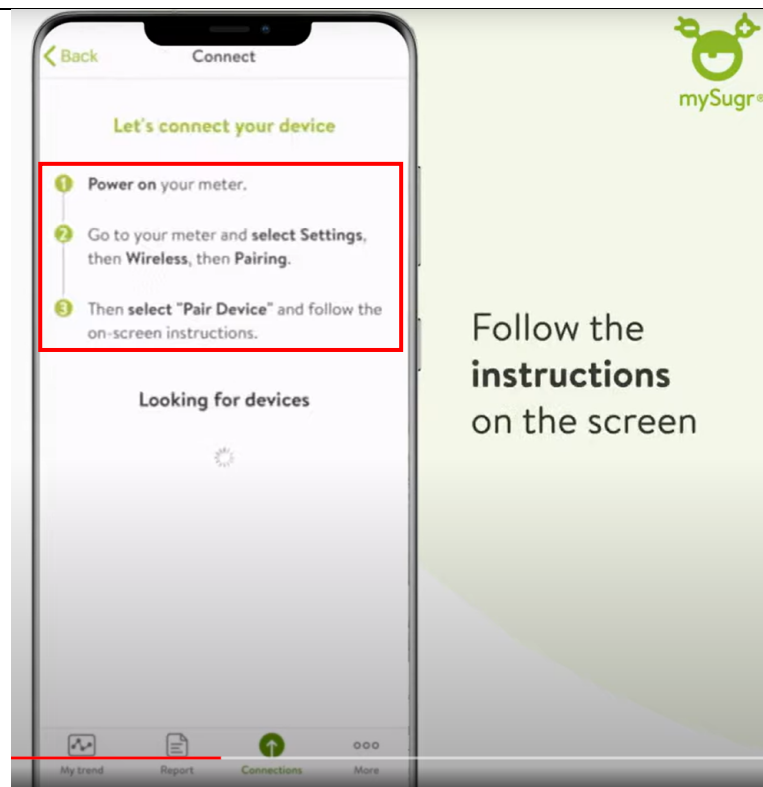 Back
Connect
mySugr®
Let's connect your device
1 Power on your meter.
2 Go to your meter and select Settings,
then Wireless, then Pairing.
3 Then select "Pair Device" and follow the
on-screen instructions.
Looking for devices
Follow the
instructions
on the screen
My trend
Report
Connections
More